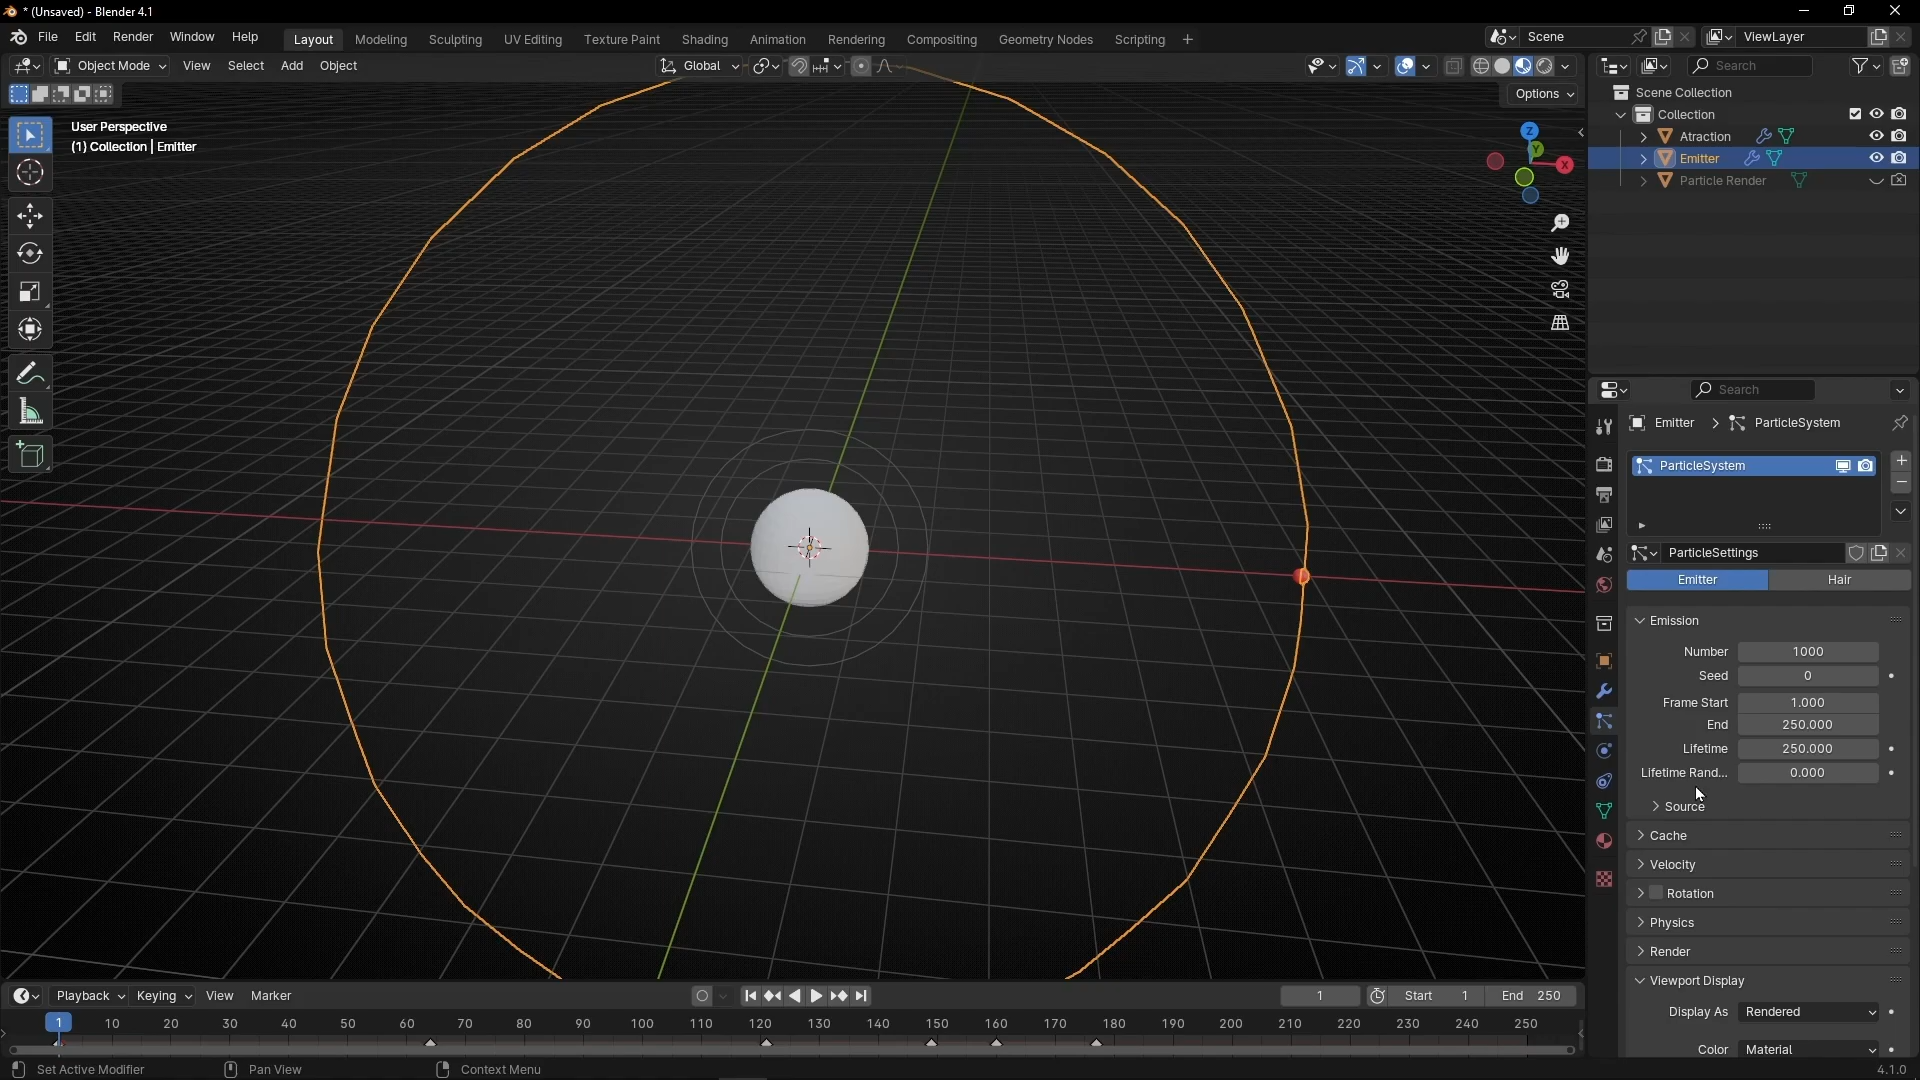 * (Unsaved) - Blender 4.1
File Edit Render Window Help
Layout Modeling Sculpting UV Editing Texture Paint Shading Animation Rendering Compositing Geometry Nodes Scripting +
Scene
ViewLayer
Object Mode View Select Add Object
Global
Search
Options
User Perspective
(1) Collection | Emitter
Z
Y
X
Scene Collection
Collection
Atraction
Emitter
Particle Render
Search
Emitter > ParticleSystem
ParticleSystem
ParticleSettings
Emitter Hair
Emission
Number 1000
Seed 0
Frame Start 1.000
End 250.000
Lifetime 250.000
Lifetime Rand... 0.000
Source
Cache
Velocity
Rotation
Physics
Render
Viewport Display
Display As Rendered
Color Material
Playback Keying View Marker
1 Start 1 End 250
1 10 20 30 40 50 60 70 80 90 100 110 120 130 140 150 160 170 180 190 200 210 220 230 240 250
Set Active Modifier Pan View Context Menu 4.1.0